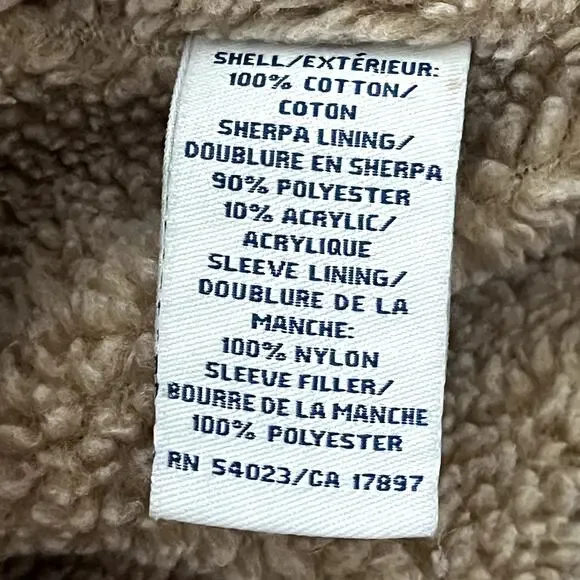 SHELL/EXTÉRIEUR:
100% COTTON/
COTON
SHERPA LINING/
DOUBLURE EN SHERPA
90% POLYESTER
10% ACRYLIC/
ACRYLIQUE
SLEEVE LINING/
DOUBLURE DE LA
MANCHE:
100% NYLON
SLEEVE FILLER/
BOURRE DE LA MANCHE
100% POLYESTER
RN 54023/CA 17897